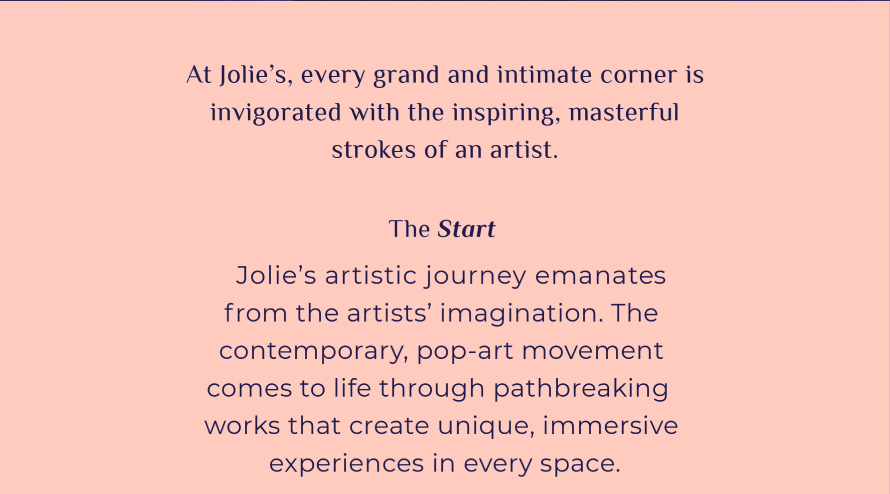 At Jolie’s, every grand and intimate corner is
invigorated with the inspiring, masterful
strokes of an artist.
The Start
Jolie’s artistic journey emanates
from the artists’ imagination. The
contemporary, pop-art movement
comes to life through pathbreaking
works that create unique, immersive
experiences in every space.